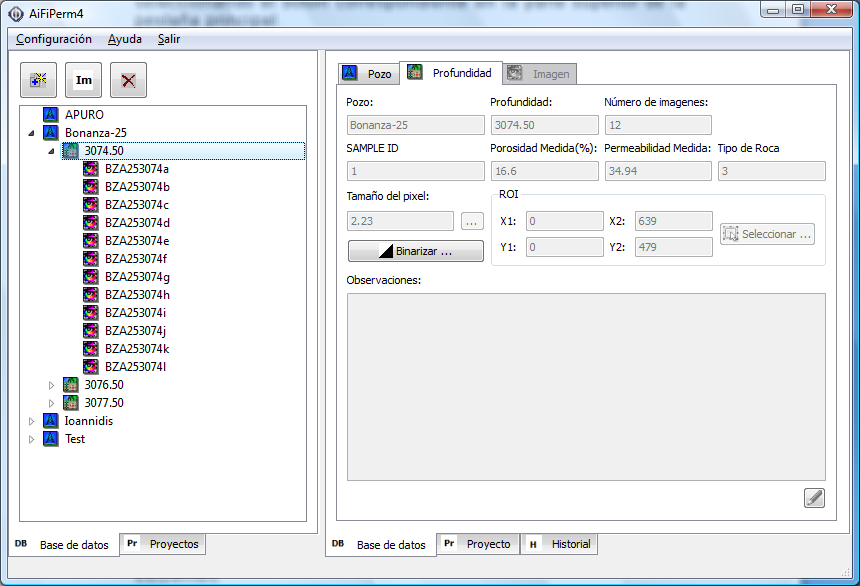 AiFiPerm4
Configuración Ayuda Salir
Im
APURO
Bonanza-25
3074.50
BZA253074a
BZA253074b
BZA253074c
BZA253074d
BZA253074e
BZA253074f
BZA253074g
BZA253074h
BZA253074i
BZA253074j
BZA253074k
BZA253074l
3076.50
3077.50
Ioannidis
Test
DB Base de datos Pr Proyectos
Pozo Profundidad Imagen
Pozo: Profundidad: Número de imagenes:
Bonanza-25 3074.50 12
SAMPLE ID Porosidad Medida(%): Permeabilidad Medida: Tipo de Roca
1 16.6 34.94 3
Tamaño del pixel: ROI
2.23 ... X1: 0 X2: 639
Seleccionar ...
Binarizar ... Y1: 0 Y2: 479
Observaciones:
DB Base de datos Pr Proyecto H Historial